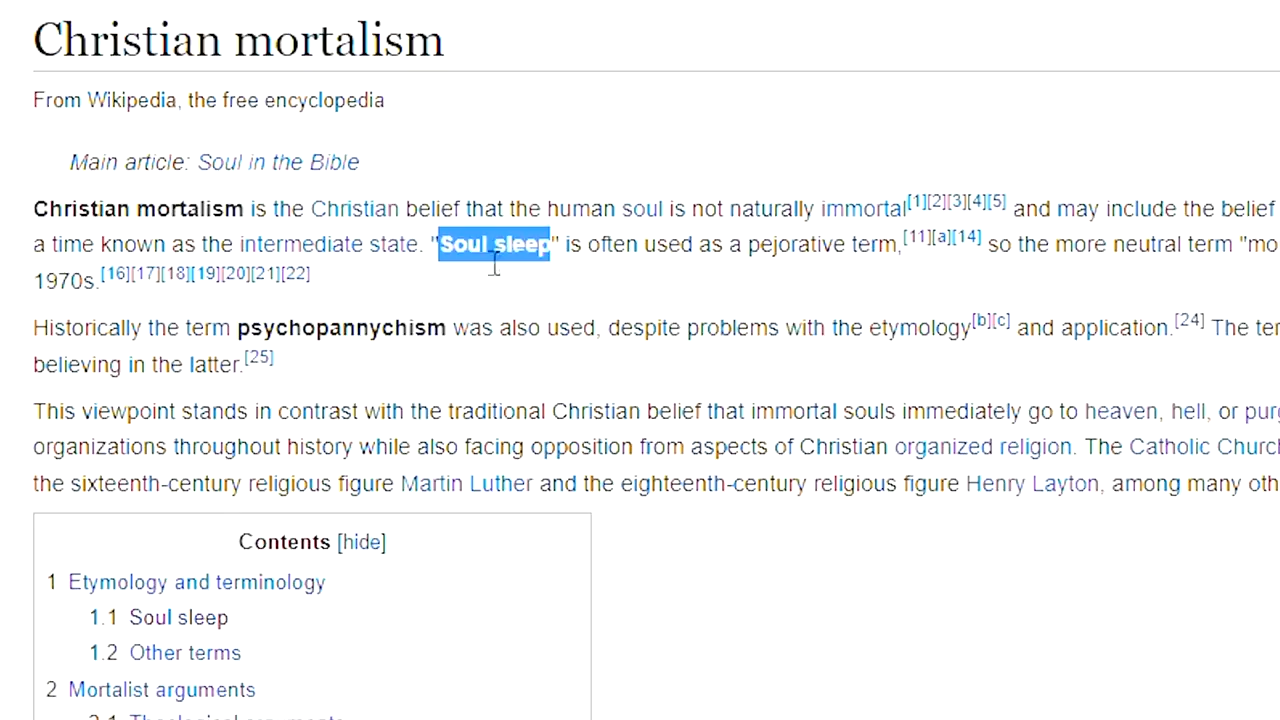 Christian mortalism
From Wikipedia, the free encyclopedia
Main article: Soul in the Bible
Christian mortalism is the Christian belief that the human soul is not naturally immortal[1][2][3][4][5] and may include the belief
a time known as the intermediate state. "Soul sleep" is often used as a pejorative term,[11][a][14] so the more neutral term "mo
1970s.[16][17][18][19][20][21][22]
Historically the term psychopannychism was also used, despite problems with the etymology[b][c] and application.[24] The ter
believing in the latter.[25]
This viewpoint stands in contrast with the traditional Christian belief that immortal souls immediately go to heaven, hell, or purg
organizations throughout history while also facing opposition from aspects of Christian organized religion. The Catholic Church
the sixteenth-century religious figure Martin Luther and the eighteenth-century religious figure Henry Layton, among many oth
Contents [hide]
1 Etymology and terminology
1.1 Soul sleep
1.2 Other terms
2 Mortalist arguments
2.1 Theological arguments